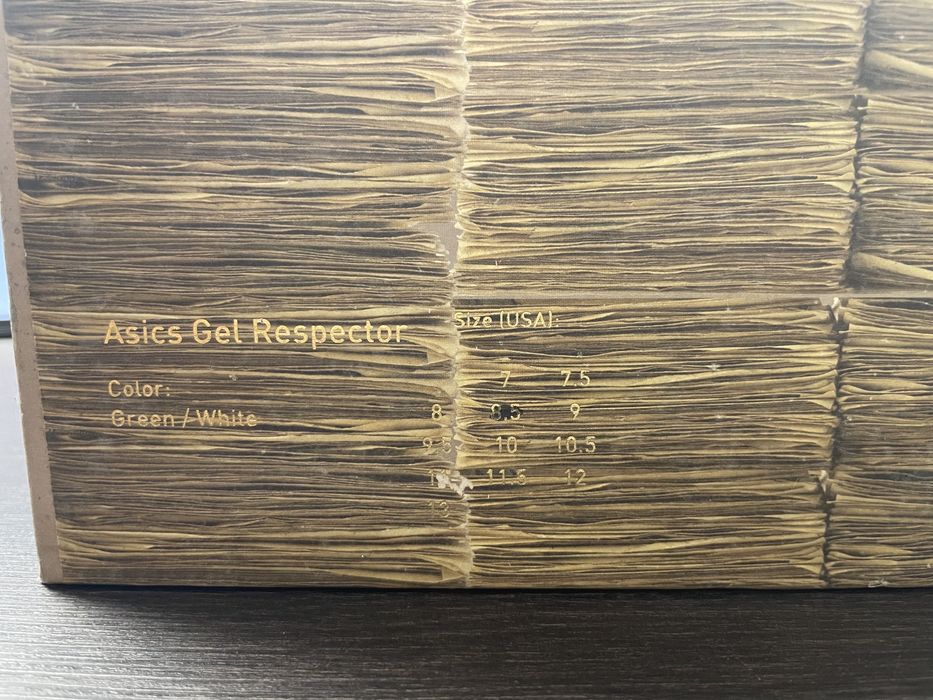 Asics Gel Respector
Color:
Green / White
Size (USA):
7 7.5
8 8.5 9
9.5 10 10.5
11.5 12
13